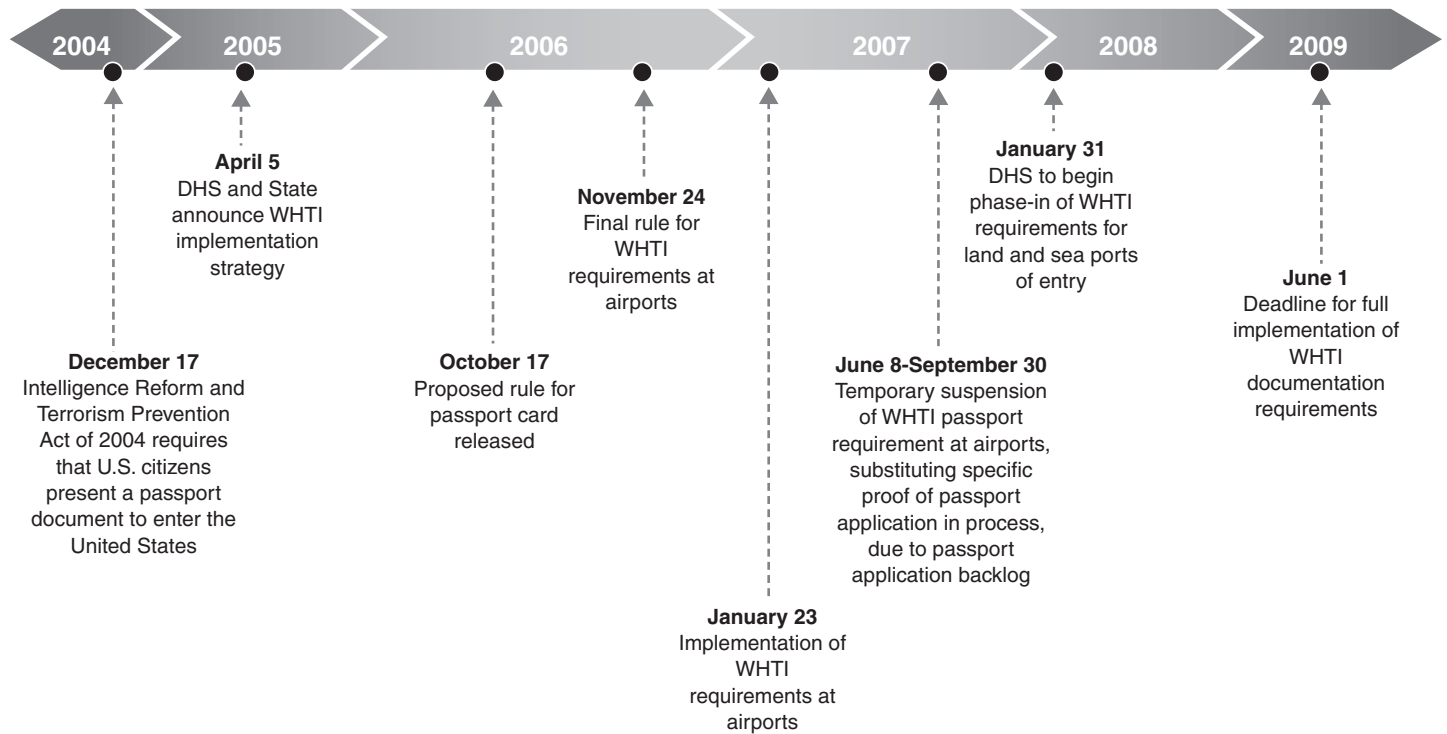 2004
2005
2006
2007
2008
2009
December 17
Intelligence Reform and
Terrorism Prevention
Act of 2004 requires
that U.S. citizens
present a passport
document to enter the
United States
April 5
DHS and State
announce WHTI
implementation
strategy
October 17
Proposed rule for
passport card
released
November 24
Final rule for
WHTI
requirements at
airports
January 23
Implementation of
WHTI
requirements at
airports
June 8-September 30
Temporary suspension
of WHTI passport
requirement at airports,
substituting specific
proof of passport
application in process,
due to passport
application backlog
January 31
DHS to begin
phase-in of WHTI
requirements for
land and sea ports
of entry
June 1
Deadline for full
implementation of
WHTI
documentation
requirements